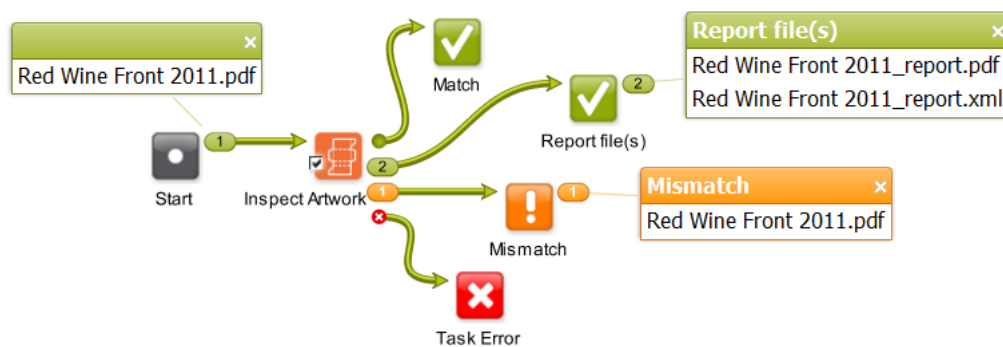 Red Wine Front 2011.pdf
1
Start
Inspect Artwork
Match
2
Report file(s)
2
Report file(s)
Red Wine Front 2011_report.pdf
Red Wine Front 2011_report.xml
1
Mismatch
1
Mismatch
Red Wine Front 2011.pdf
Task Error